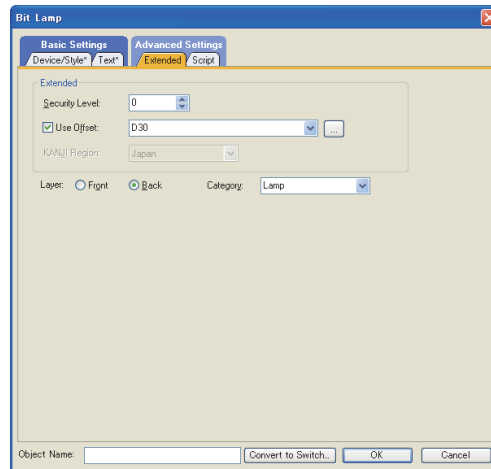 Bit Lamp
Basic Settings
Advanced Settings
Device/Style*
Text*
Extended
Script
Extended
Security Level:
0
Use Offset:
D30
...
KANJI Region:
Japan
Layer:
Front
Back
Category:
Lamp
Object Name:
Convert to Switch...
OK
Cancel